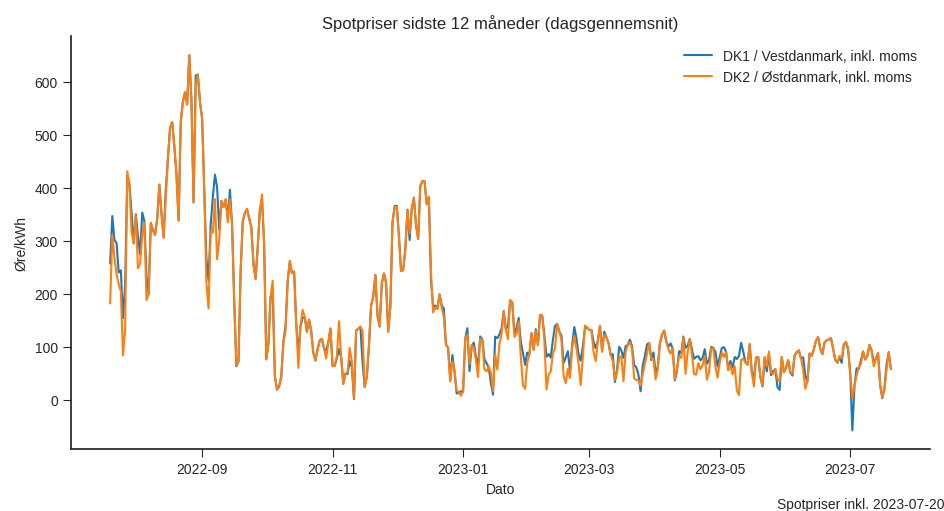 Spotpriser sidste 12 måneder (dagsgennemsnit)
DK1 / Vestdanmark, inkl. moms
DK2 / Østdanmark, inkl. moms
600
500
400
300
200
100
0
Øre/kWh
2022-09
2022-11
2023-01
2023-03
2023-05
2023-07
Dato
Spotpriser inkl. 2023-07-20